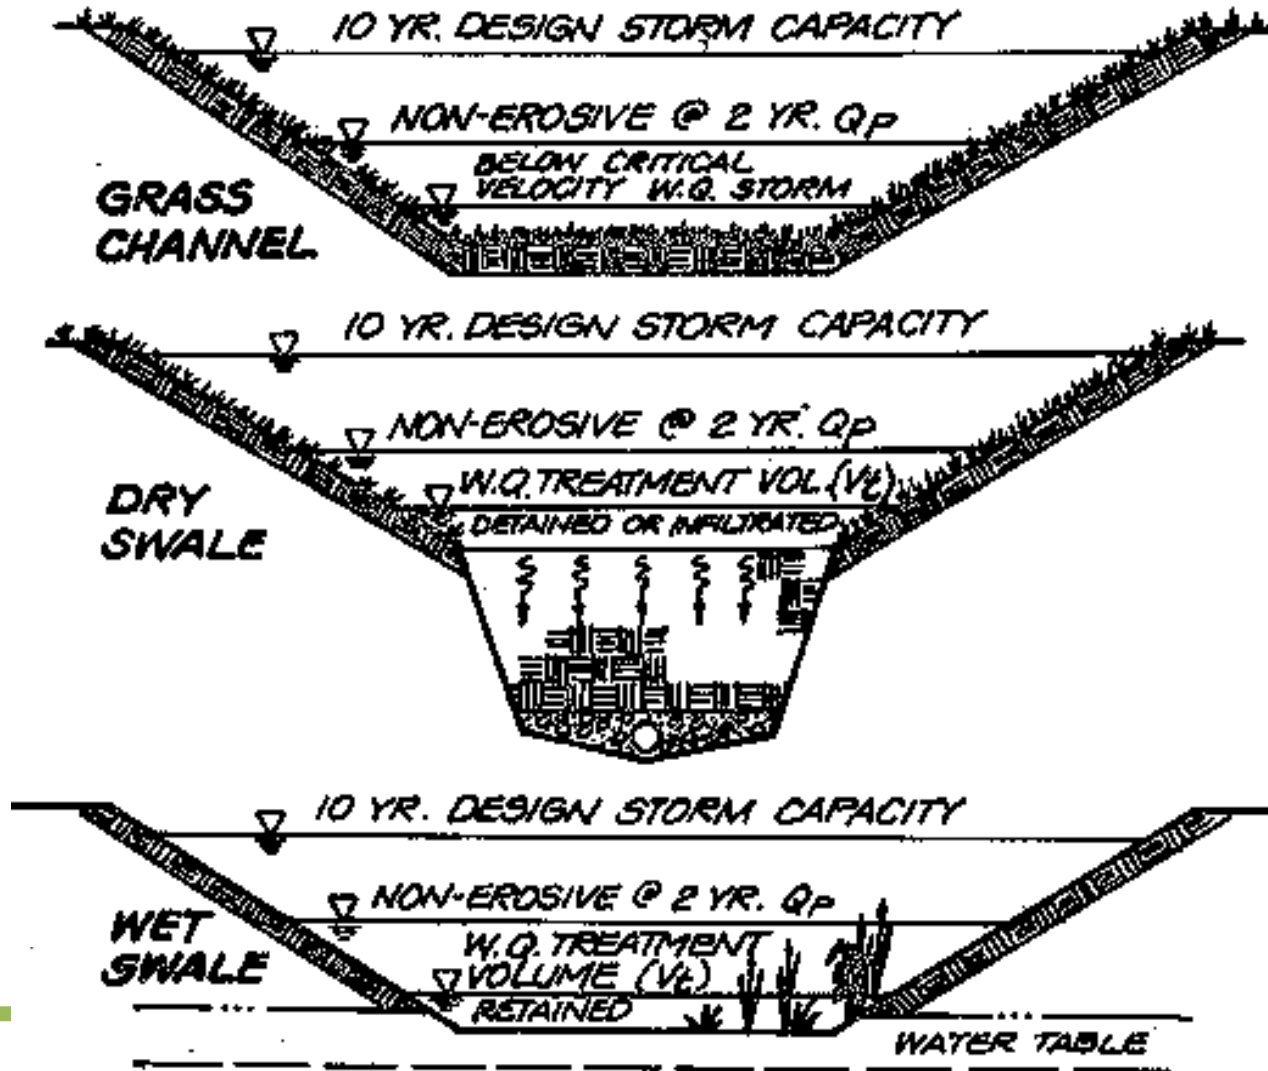 10 YR. DESIGN STORM CAPACITY
NON-EROSIVE @ 2 YR. QP
BELOW CRITICAL
VELOCITY W.Q. STORM
GRASS
CHANNEL
10 YR. DESIGN STORM CAPACITY
NON-EROSIVE @ 2 YR. QP
W.Q. TREATMENT VOL. (Vt)
DETAINED OR INFILTRATED
DRY
SWALE
10 YR. DESIGN STORM CAPACITY
NON-EROSIVE @ 2 YR. QP
W.Q. TREATMENT
VOLUME (Vt)
RETAINED
WET
SWALE
WATER TABLE